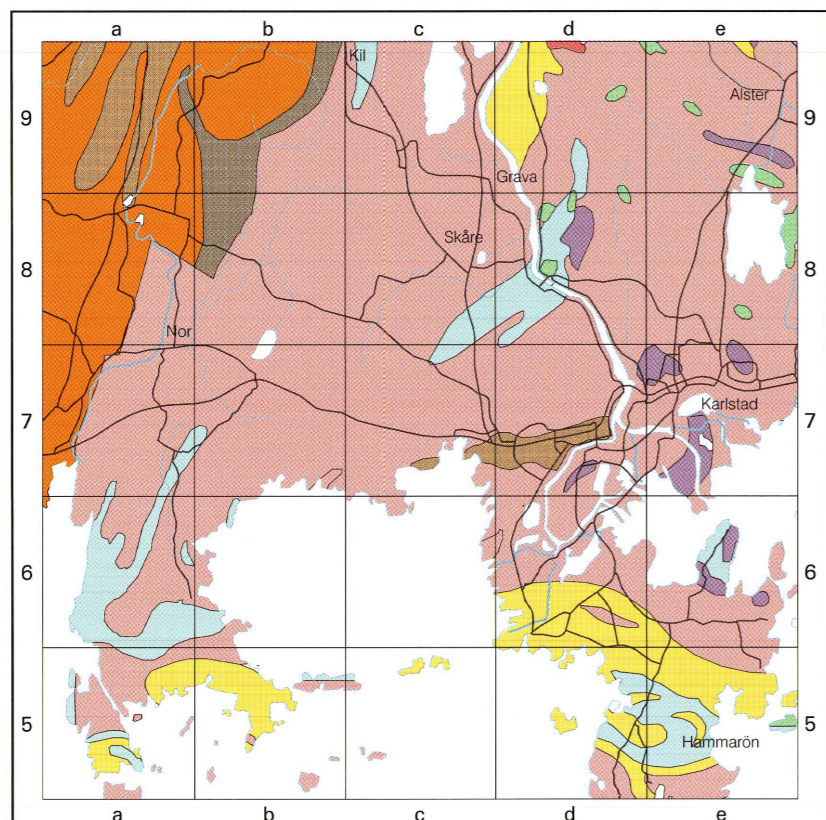 a b c d e
Kil
9 Alster 9
Grava
Skåre
8 8
Nor
Karlstad
7 7
6 6
5 5
Hammarön
a b c d e